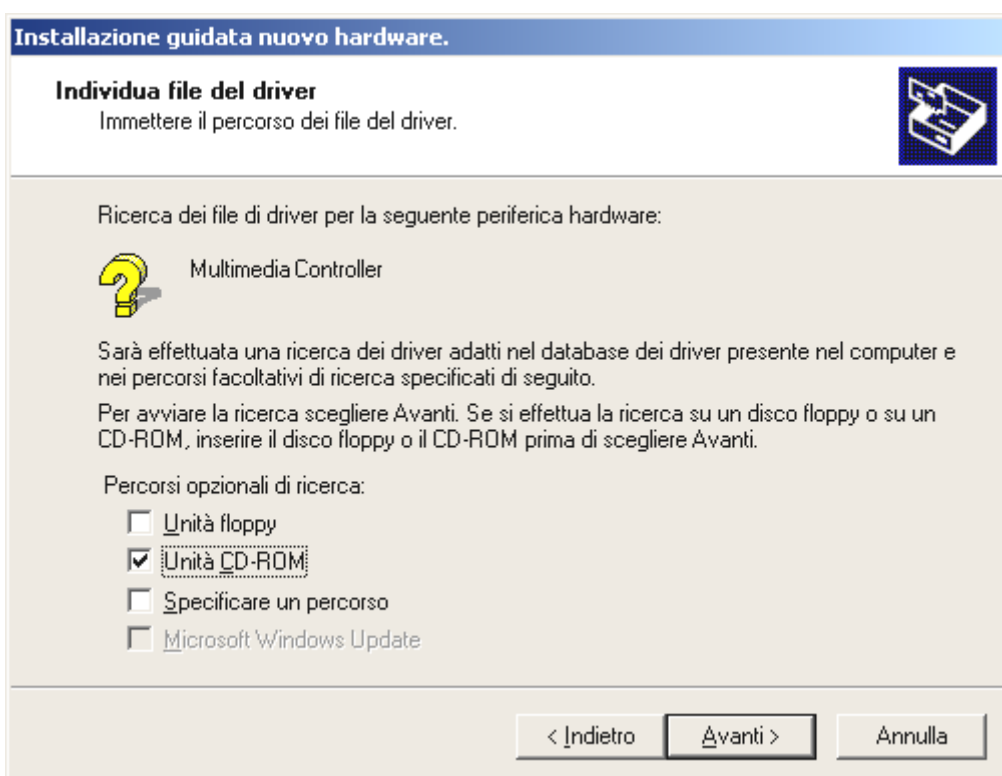 Installazione guidata nuovo hardware.
Individua file del driver
Immettere il percorso dei file del driver.
Ricerca dei file di driver per la seguente periferica hardware:
Multimedia Controller
Sarà effettuata una ricerca dei driver adatti nel database dei driver presente nel computer e
nei percorsi facoltativi di ricerca specificati di seguito.
Per avviare la ricerca scegliere Avanti. Se si effettua la ricerca su un disco floppy o su un
CD-ROM, inserire il disco floppy o il CD-ROM prima di scegliere Avanti.
Percorsi opzionali di ricerca:
Unità floppy
Unità CD-ROM
Specificare un percorso
Microsoft Windows Update
< Indietro
Avanti >
Annulla